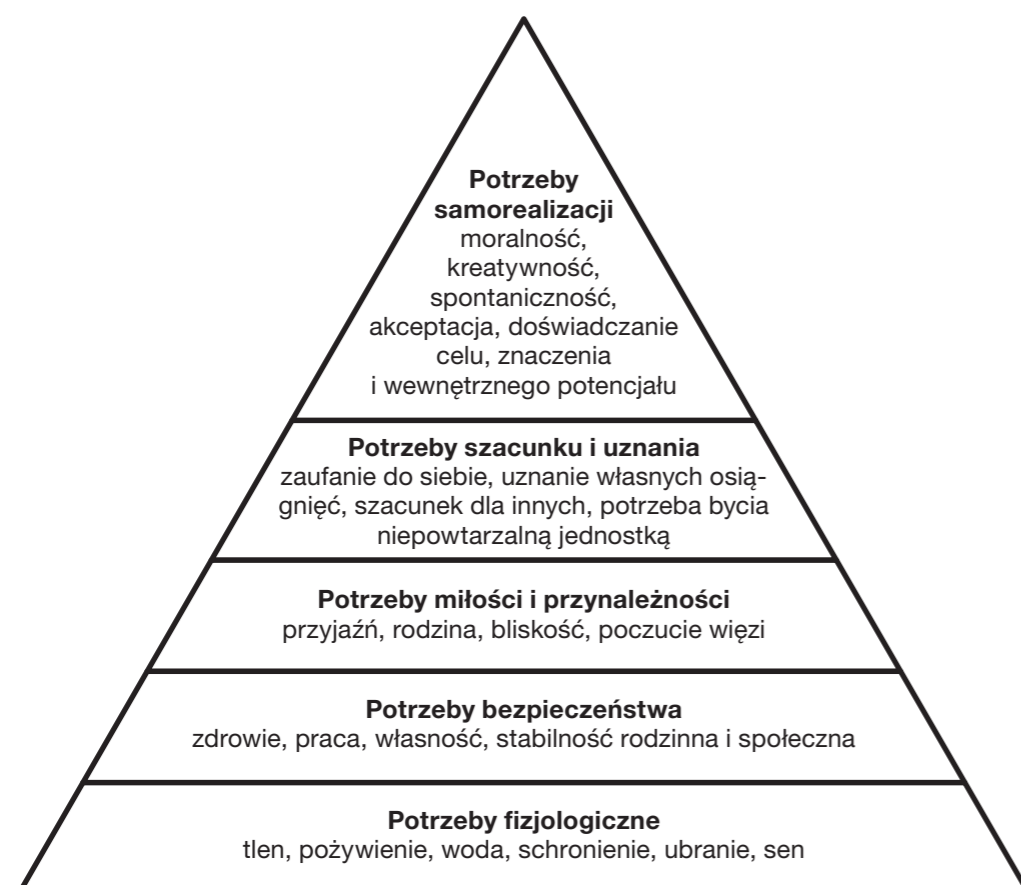 Potrzeby
samorealizacji
moralność,
kreatywność,
spontaniczność,
akceptacja, doświadczanie
celu, znaczenia
i wewnętrznego potencjału
Potrzeby szacunku i uznania
zaufanie do siebie, uznanie własnych osią-
gnięć, szacunek dla innych, potrzeba bycia
niepowtarzalną jednostką
Potrzeby miłości i przynależności
przyjaźń, rodzina, bliskość, poczucie więzi
Potrzeby bezpieczeństwa
zdrowie, praca, własność, stabilność rodzinna i społeczna
Potrzeby fizjologiczne
tlen, pożywienie, woda, schronienie, ubranie, sen